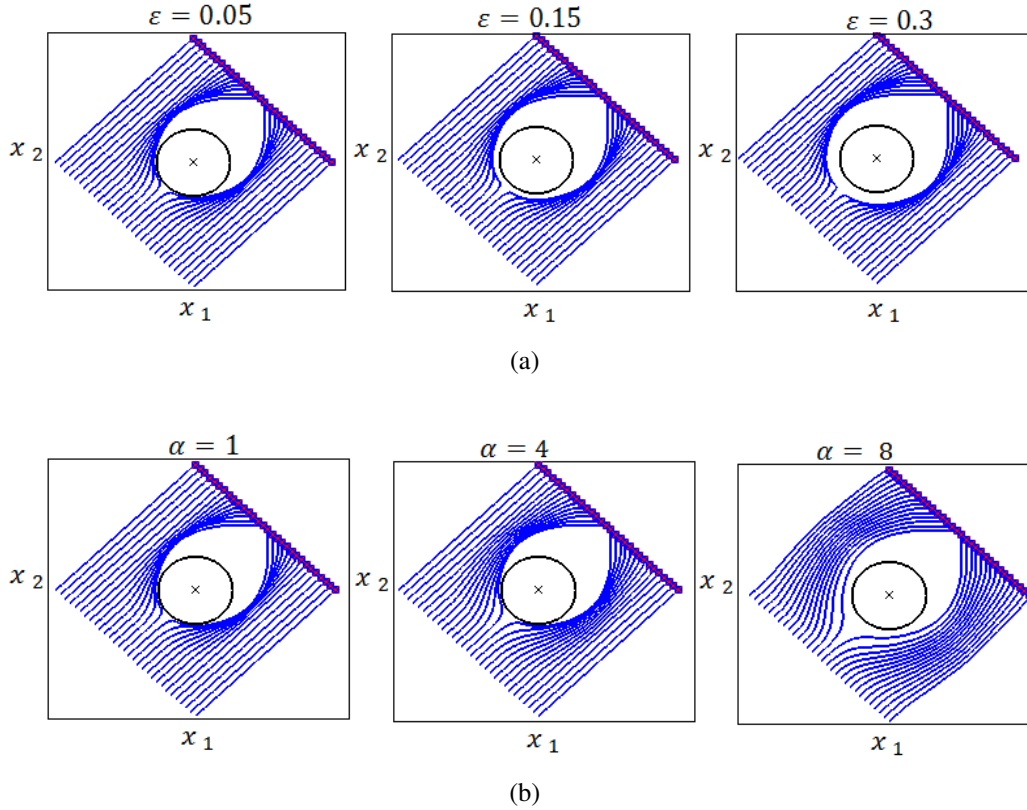 ε = 0.05 ε = 0.15 ε = 0.3
x 2 x 2 x 2
x 1 x 1 x 1
(a)
α = 1 α = 4 α = 8
x 2 x 2 x 2
x 1 x 1 x 1
(b)